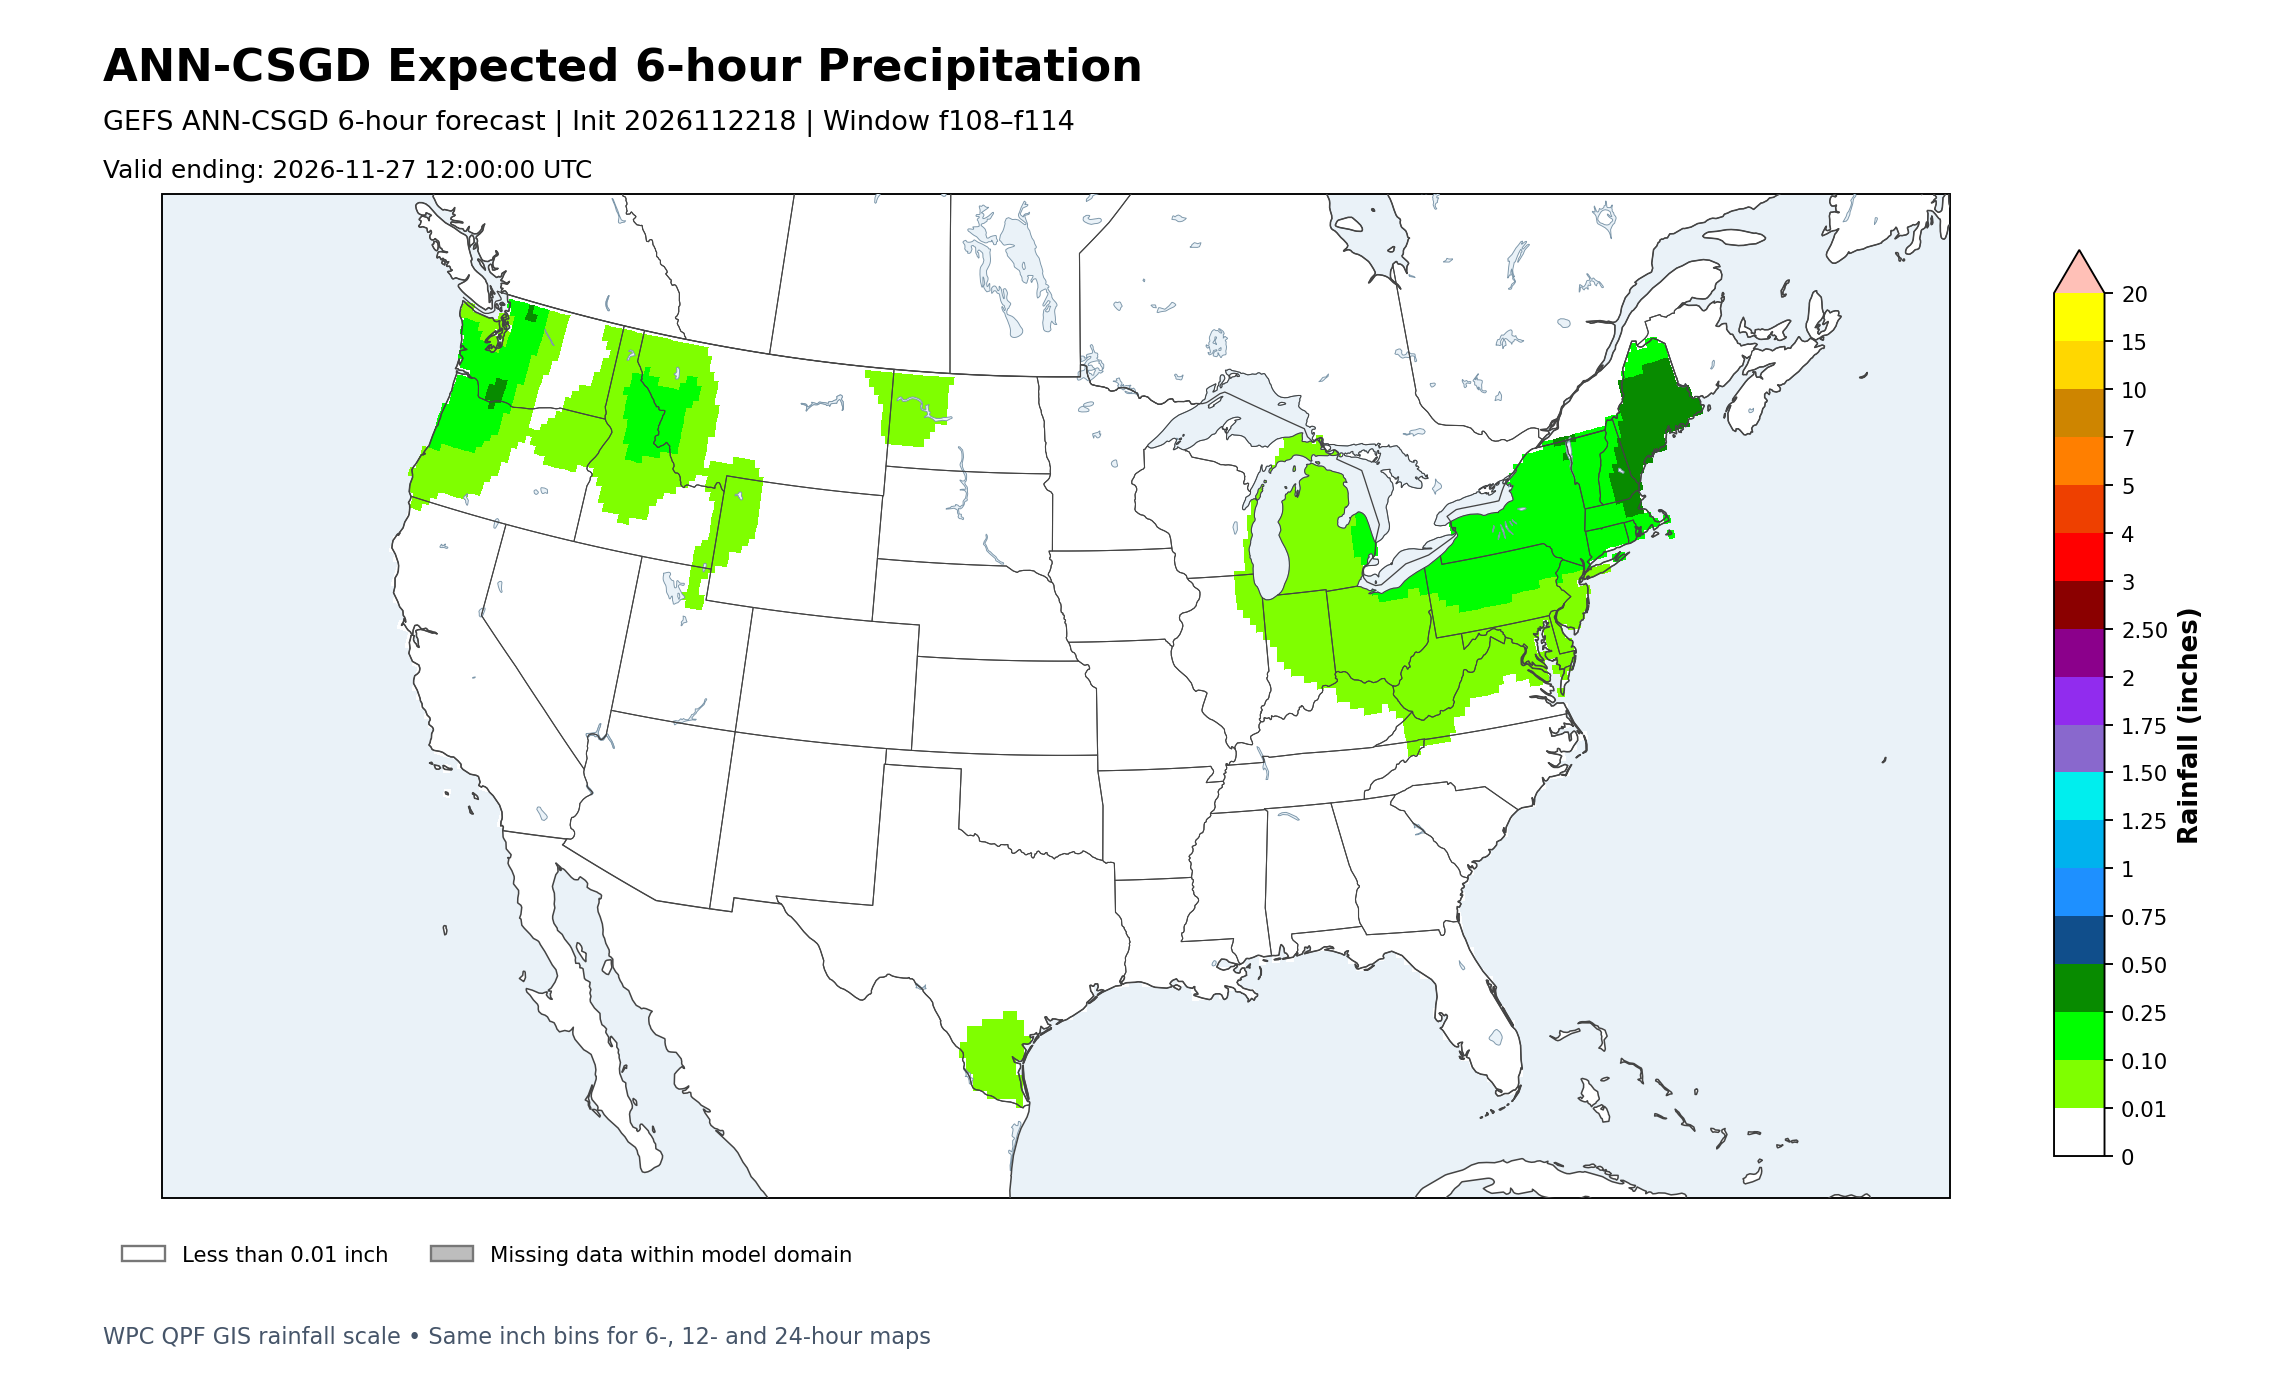 ANN-CSGD Expected 6-hour Precipitation
GEFS ANN-CSGD 6-hour forecast | Init 2026112218 | Window f108–f114
Valid ending: 2026-11-27 12:00:00 UTC
20
15
10
7
5
4
3
2.50
2
1.75
1.50
1.25
1
0.75
0.50
0.25
0.10
0.01
0
Rainfall (inches)
Less than 0.01 inch
Missing data within model domain
WPC QPF GIS rainfall scale • Same inch bins for 6-, 12- and 24-hour maps